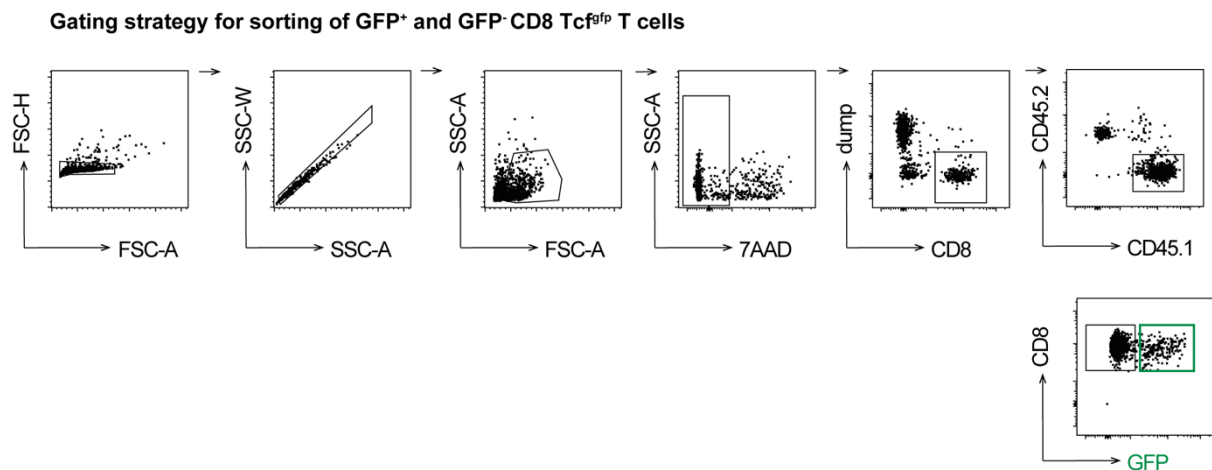 Gating strategy for sorting of GFP⁺ and GFP⁻ CD8 Tcfᵍᶠᵖ T cells
FSC-H
FSC-A
SSC-W
SSC-A
SSC-A
FSC-A
SSC-A
7AAD
dump
CD8
CD45.2
CD45.1
CD8
GFP